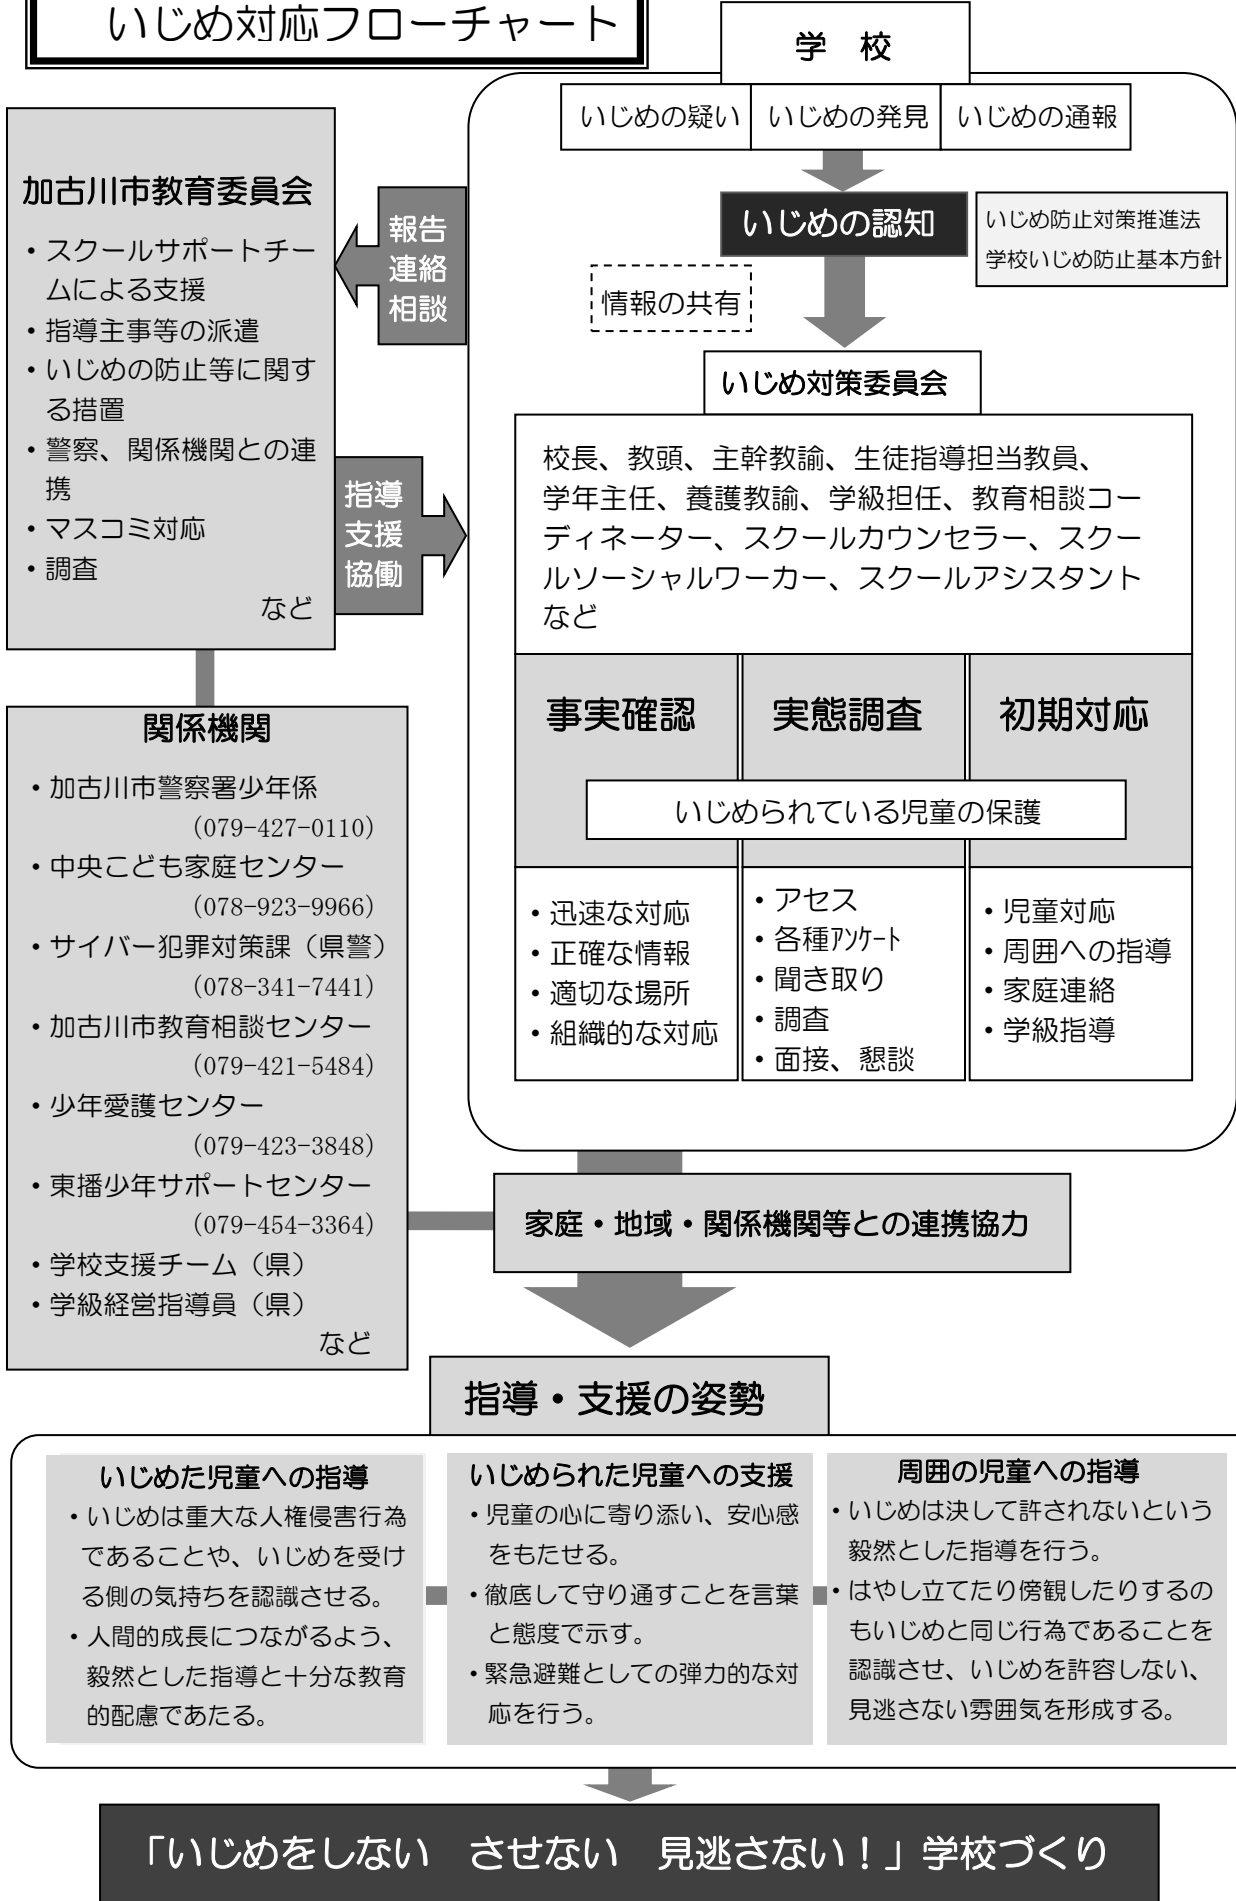 いじめ対応フローチャート
学　校
いじめの疑い
いじめの発見
いじめの通報
いじめの認知
いじめ防止対策推進法
学校いじめ防止基本方針
情報の共有
加古川市教育委員会
・スクールサポートチー
ムによる支援
・指導主事等の派遣
・いじめの防止等に関す
る措置
・警察、関係機関との連
携
・マスコミ対応
・調査
など
報告
連絡
相談
指導
支援
協働
いじめ対策委員会
校長、教頭、主幹教諭、生徒指導担当教員、
学年主任、養護教諭、学級担任、教育相談コー
ディネーター、スクールカウンセラー、スクー
ルソーシャルワーカー、スクールアシスタント
など
事実確認
実態調査
初期対応
いじめられている児童の保護
・迅速な対応
・正確な情報
・適切な場所
・組織的な対応
・アセス
・各種ｱﾝｹｰﾄ
・聞き取り
・調査
・面接、懇談
・児童対応
・周囲への指導
・家庭連絡
・学級指導
関係機関
・加古川市警察署少年係
（079-427-0110）
・中央こども家庭センター
（078-923-9966）
・サイバー犯罪対策課（県警）
（078-341-7441）
・加古川市教育相談センター
（079-421-5484）
・少年愛護センター
（079-423-3848）
・東播少年サポートセンター
（079-454-3364）
・学校支援チーム（県）
・学級経営指導員（県）
など
家庭・地域・関係機関等との連携協力
指導・支援の姿勢
いじめた児童への指導
・いじめは重大な人権侵害行為
であることや、いじめを受け
る側の気持ちを認識させる。
・人間的成長につながるよう、
毅然とした指導と十分な教育
的配慮であたる。
いじめられた児童への支援
・児童の心に寄り添い、安心感
をもたせる。
・徹底して守り通すことを言葉
と態度で示す。
・緊急避難としての弾力的な対
応を行う。
周囲の児童への指導
・いじめは決して許されないという
毅然とした指導を行う。
・はやし立てたり傍観したりするの
もいじめと同じ行為であることを
認識させ、いじめを許容しない、
見逃さない雰囲気を形成する。
「いじめをしない　させない　見逃さない！」学校づくり